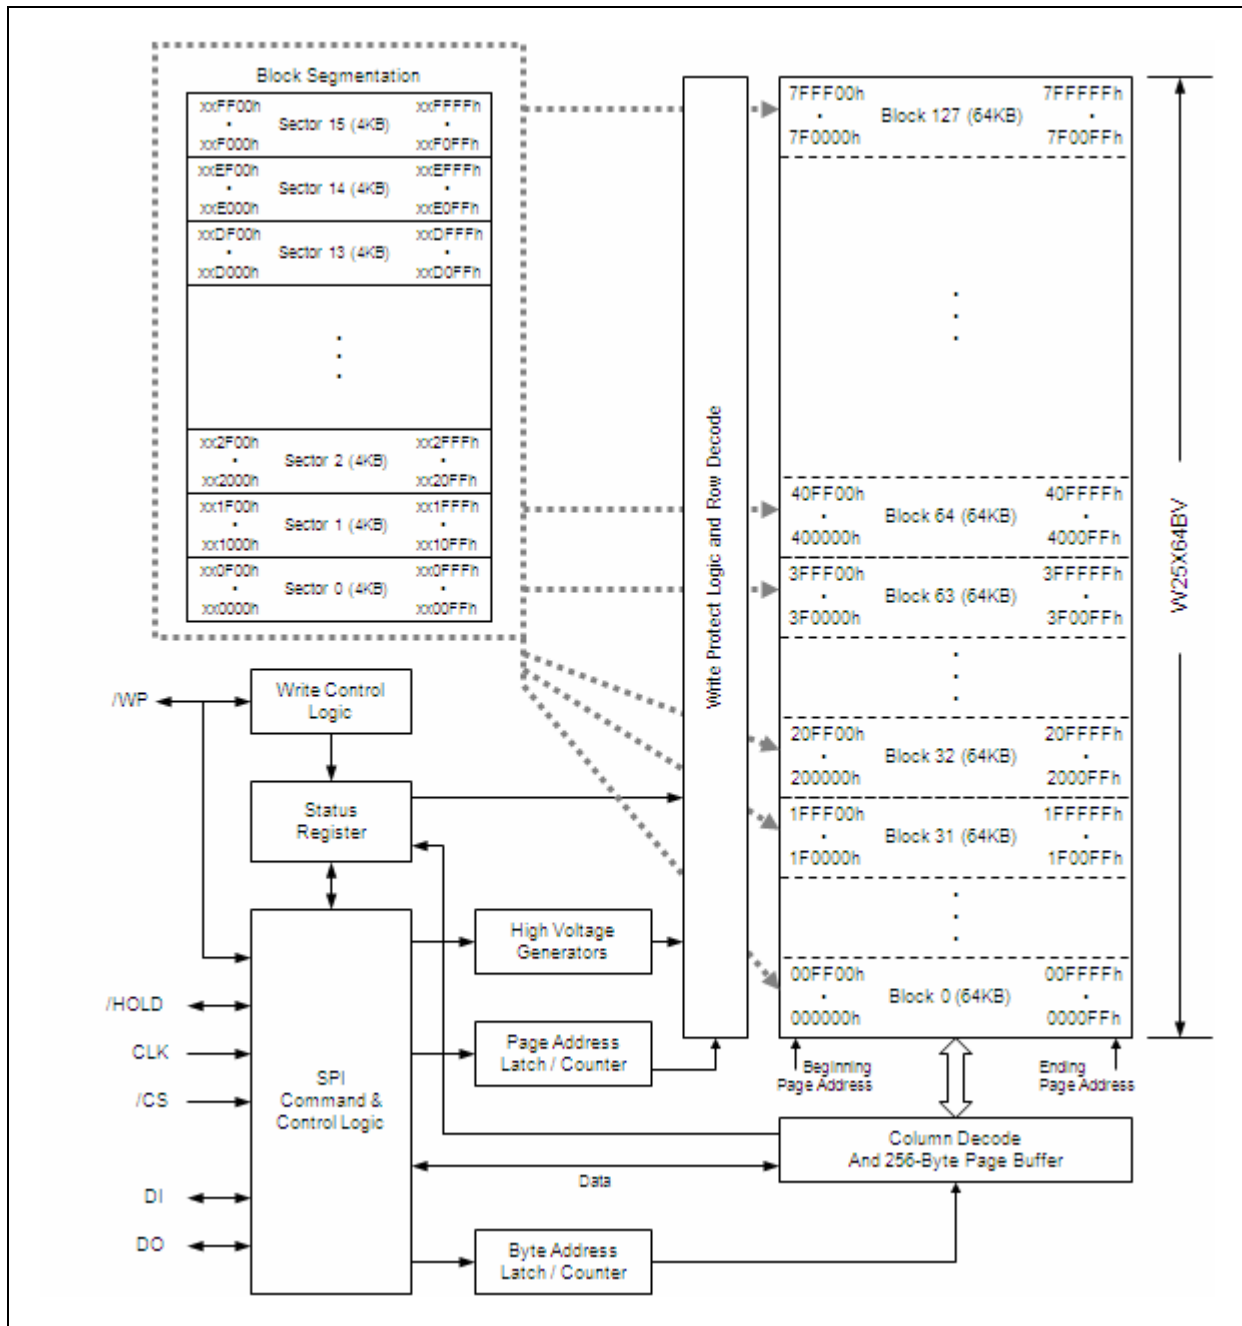 Block Segmentation
xxFF00h xxFFFFh
Sector 15 (4KB)
xxF000h xxF0FFh
xxEF00h xxEFFFh
Sector 14 (4KB)
xxE000h xxE0FFh
xxDF00h xxDFFFh
Sector 13 (4KB)
xxD000h xxD0FFh
xx2F00h xx2FFFh
Sector 2 (4KB)
xx2000h xx20FFh
xx1F00h xx1FFFh
Sector 1 (4KB)
xx1000h xx10FFh
xx0F00h xx0FFFh
Sector 0 (4KB)
xx0000h xx00FFh
Write Protect Logic and Row Decode
7FFF00h 7FFFFFh
Block 127 (64KB)
7F0000h 7F00FFh
40FF00h 40FFFFh
Block 64 (64KB)
400000h 4000FFh
3FFF00h 3FFFFFh
Block 63 (64KB)
3F0000h 3F00FFh
20FF00h 20FFFFh
Block 32 (64KB)
200000h 2000FFh
1FFF00h 1FFFFFh
Block 31 (64KB)
1F0000h 1F00FFh
00FF00h 00FFFFh
Block 0 (64KB)
000000h 0000FFh
W25X64BV
Beginning
Page Address
Ending
Page Address
/WP
Write Control
Logic
Status
Register
High Voltage
Generators
/HOLD
CLK
/CS
DI
DO
SPI
Command &
Control Logic
Page Address
Latch / Counter
Column Decode
And 256-Byte Page Buffer
Data
Byte Address
Latch / Counter